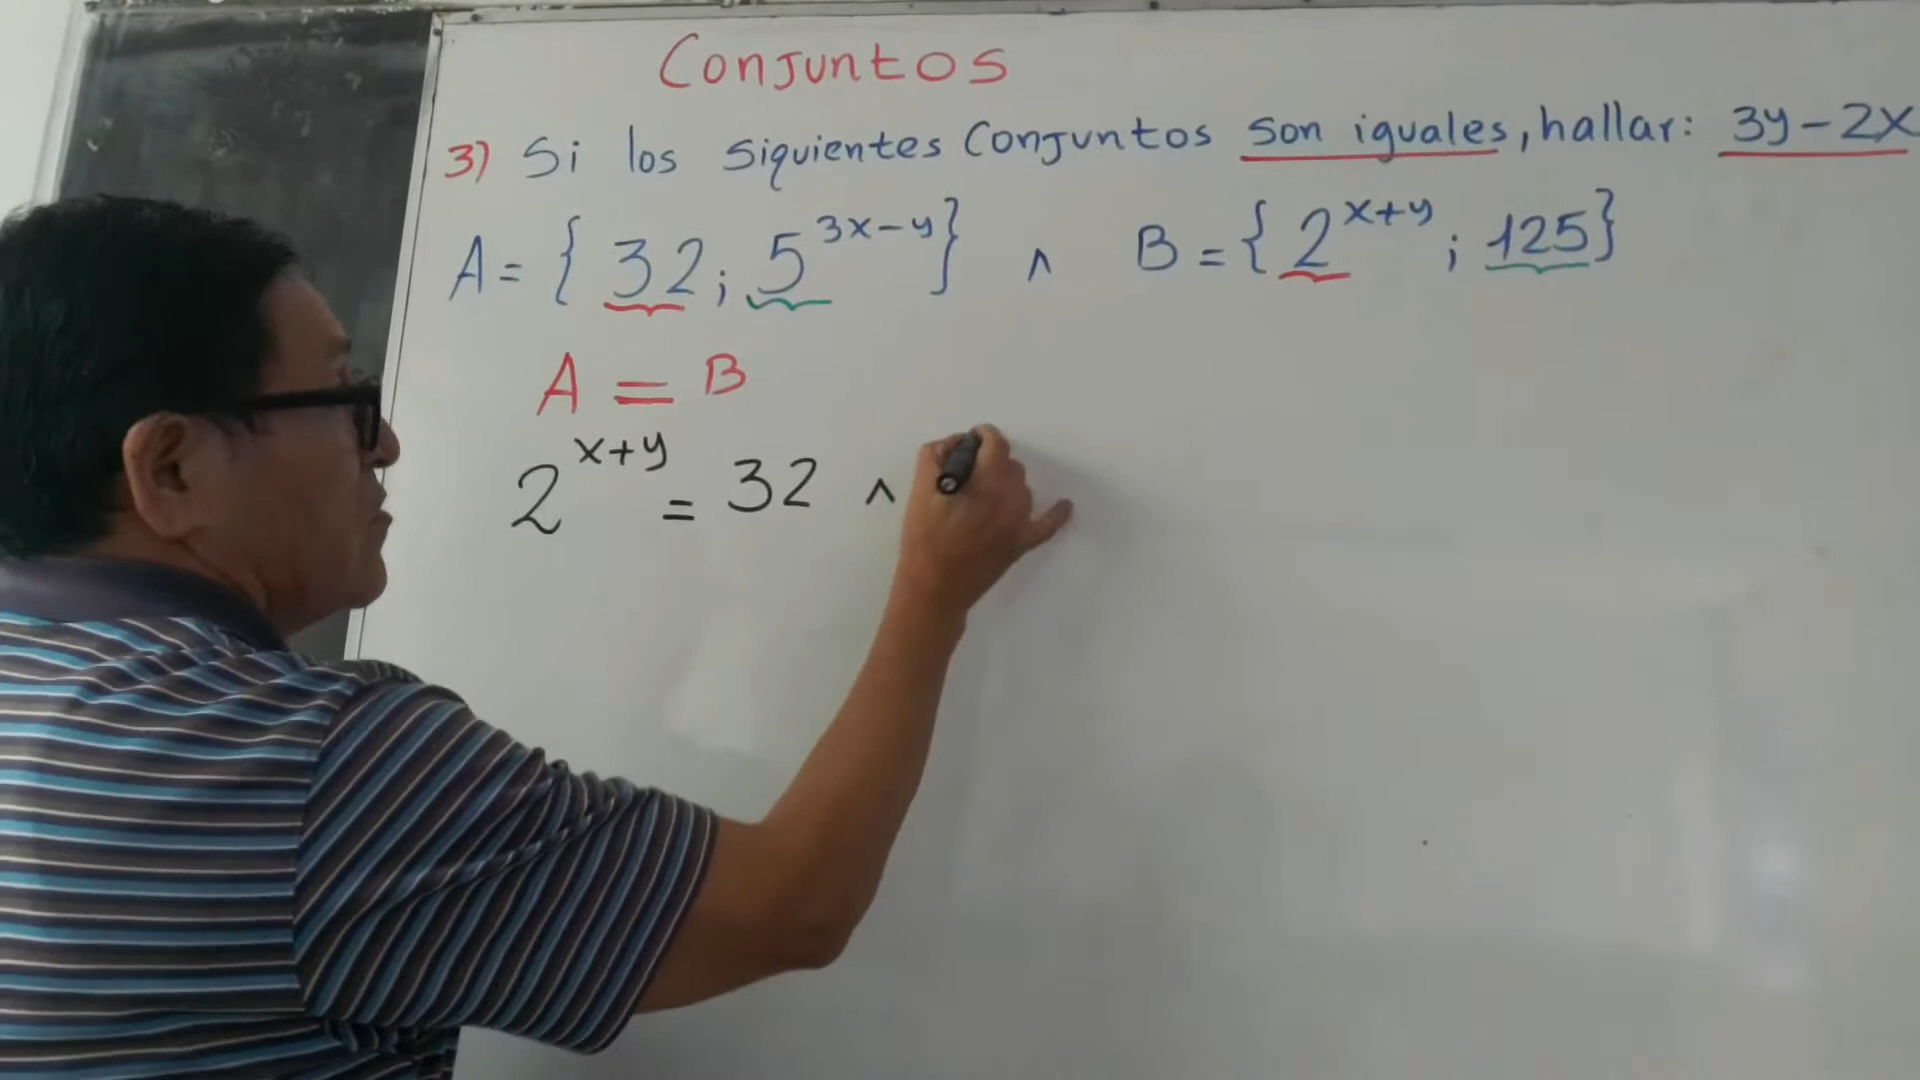 Conjuntos
3) Si los siguientes Conjuntos son iguales, hallar: 3y-2x
A = { 32; 5^{3x-y} } ∧ B = { 2^{x+y}; 125 }
A = B
2^{x+y} = 32 ∧